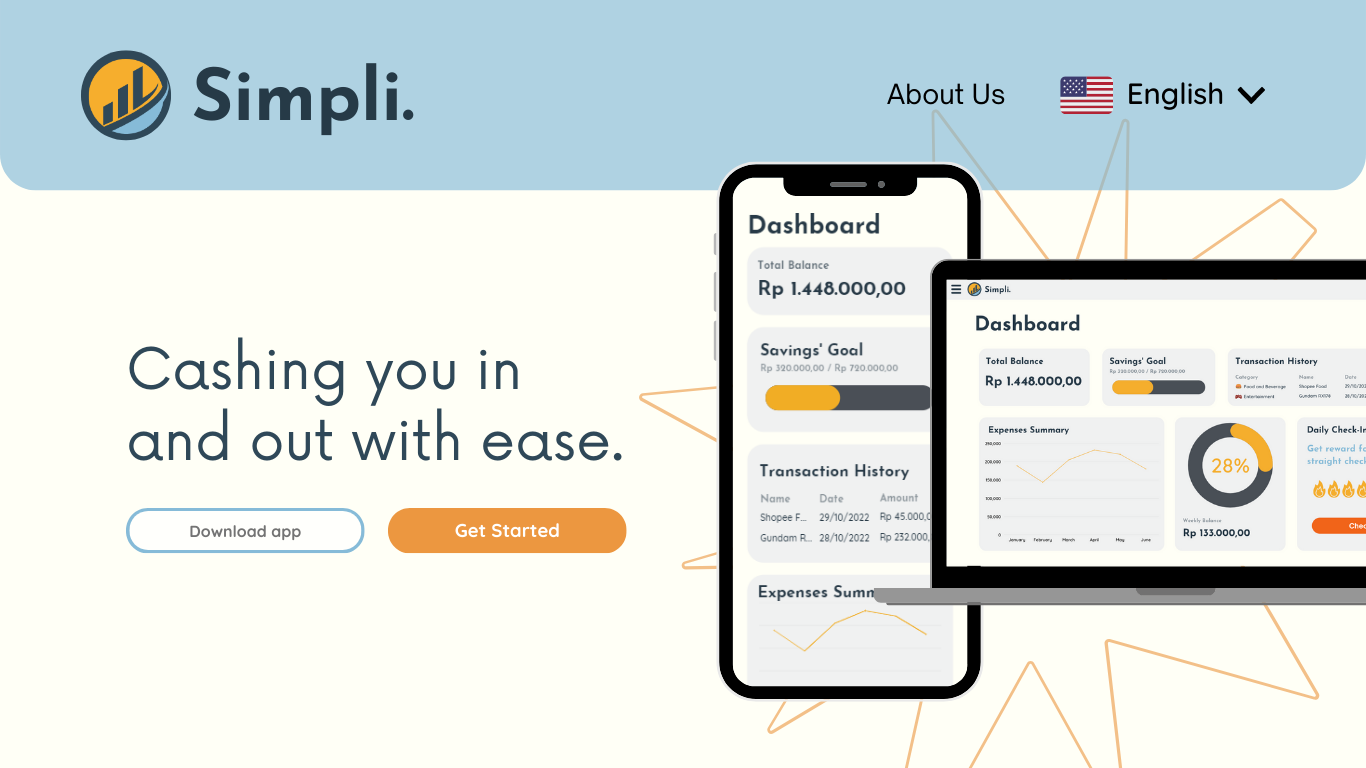 Simpli.
About Us
English
Cashing you in
and out with ease.
Download app
Get Started
Dashboard
Total Balance
Rp 1.448.000,00
Savings' Goal
Rp 320.000,00 / Rp 720.000,00
Transaction History
Name Date Amount
Shopee F... 29/10/2022 Rp 45.000,0
Gundam R... 28/10/2022 Rp 232.000,
Expenses Summ
Simpli.
Dashboard
Total Balance
Rp 1.448.000,00
Savings' Goal
Rp 320.000,00 / Rp 720.000,00
Transaction History
Category Name Date
Food and Beverage Shopee Food 29/10/202
Entertainment 28/10/202
Expenses Summary
250,000
200,000
150,000
100,000
50,000
0
January February March April May June
28%
Weekly Balance
Rp 133.000,00
Daily Check-In
Get reward fo
straight check
Chec